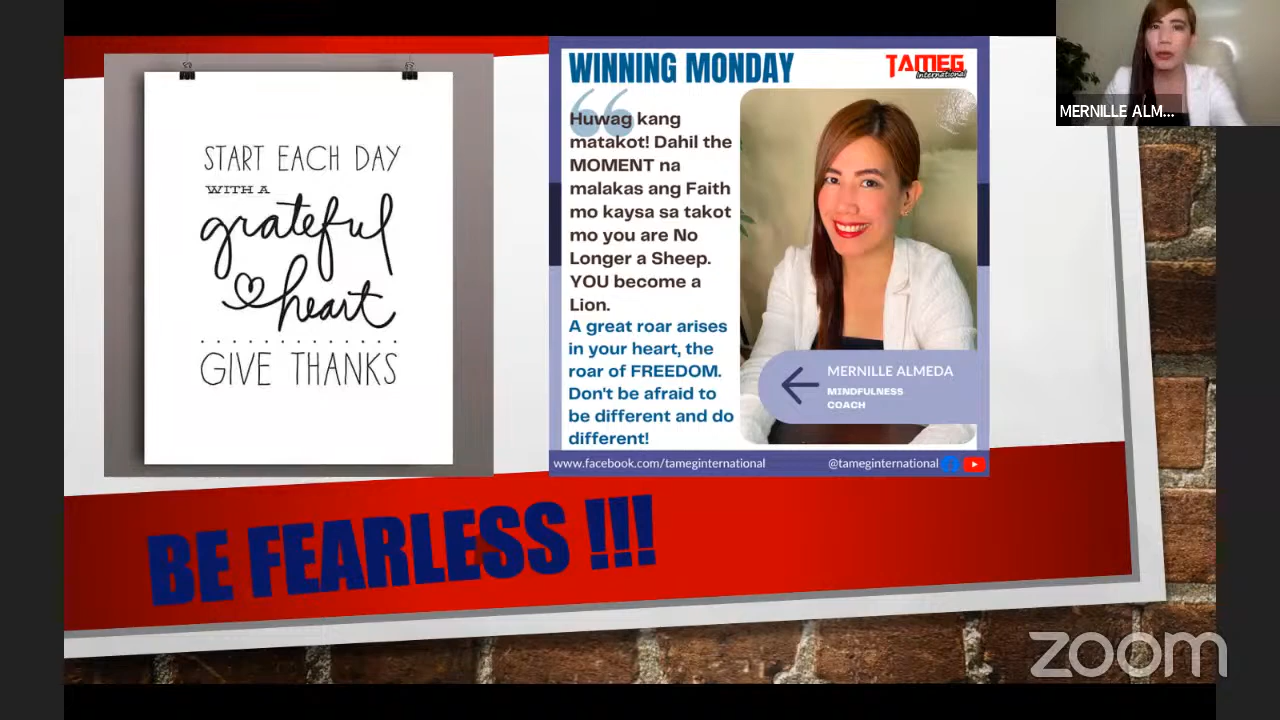 START EACH DAY
WITH A
grateful
heart
GIVE THANKS
WINNING MONDAY
TAMEG
International
Huwag kang
matakot! Dahil the
MOMENT na
malakas ang Faith
mo kaysa sa takot
mo you are No
Longer a Sheep.
YOU become a
Lion.
A great roar arises
in your heart, the
roar of FREEDOM.
Don't be afraid to
be different and do
different!
MERNILLE ALMEDA
MINDFULNESS
COACH
www.facebook.com/tameginternational
@tameginternational
BE FEARLESS !!!
MERNILLE ALM...
zoom